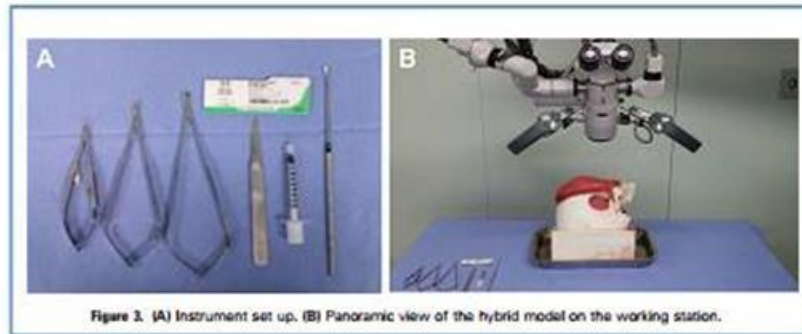 A
B
Figure 3. (A) Instrument set up. (B) Panoramic view of the hybrid model on the working station.